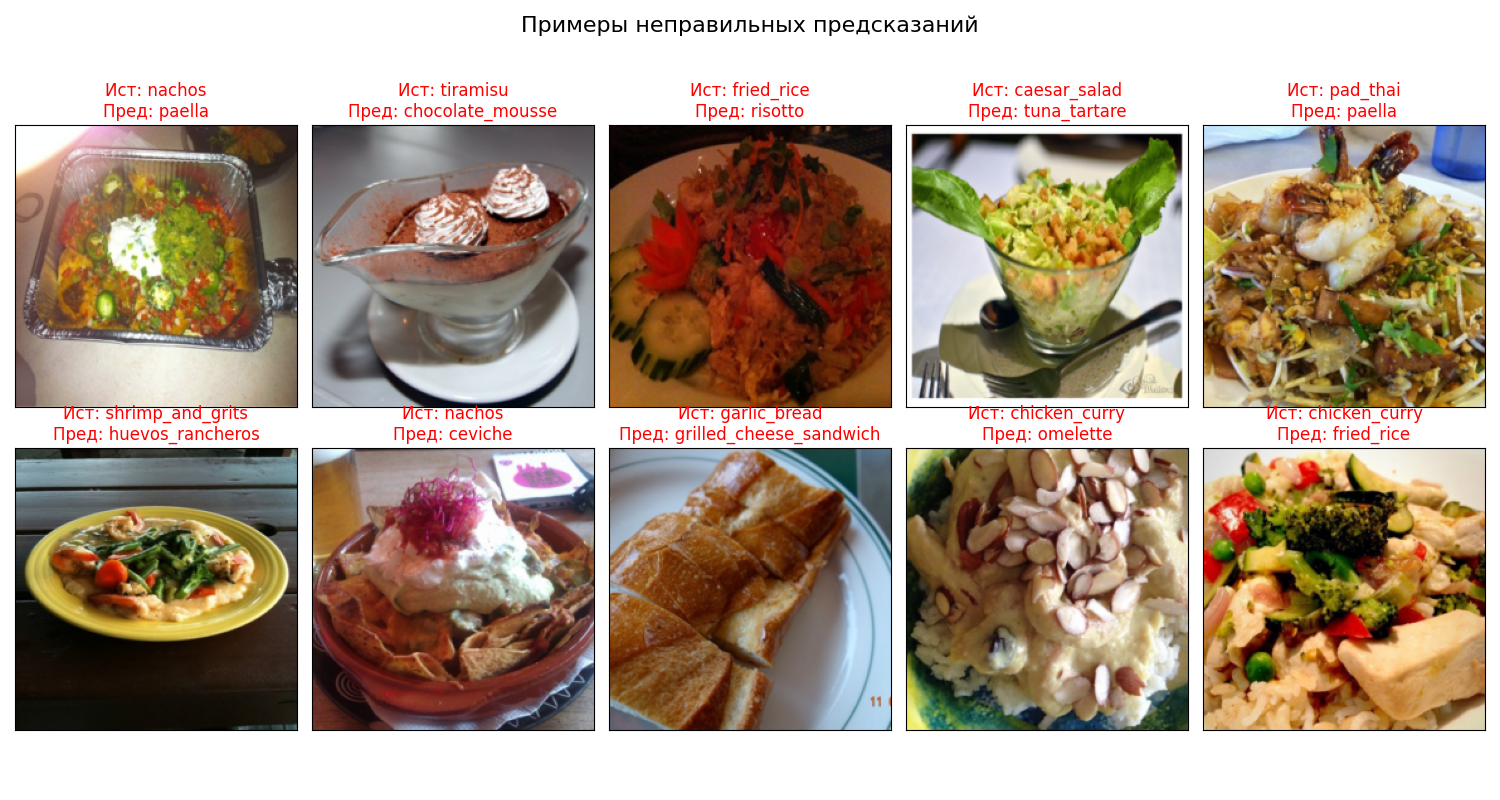 Примеры неправильных предсказаний
Ист: nachos
Пред: paella
Ист: tiramisu
Пред: chocolate_mousse
Ист: fried_rice
Пред: risotto
Ист: caesar_salad
Пред: tuna_tartare
Ист: pad_thai
Пред: paella
Ист: shrimp_and_grits
Пред: huevos_rancheros
Ист: nachos
Пред: ceviche
Ист: garlic_bread
Пред: grilled_cheese_sandwich
Ист: chicken_curry
Пред: omelette
Ист: chicken_curry
Пред: fried_rice
11